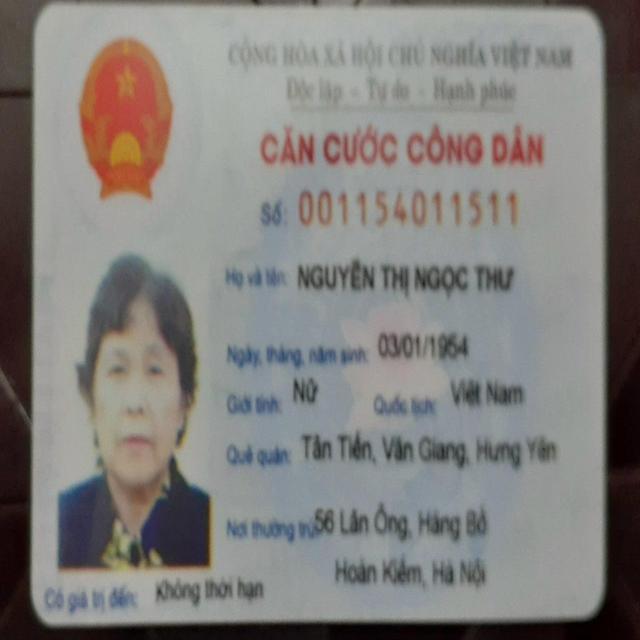 CỘNG HÒA XÃ HỘI CHỦ NGHĨA VIỆT NAM
Độc lập - Tự do - Hạnh phúc
CĂN CƯỚC CÔNG DÂN
Số: 001154011511
Họ và tên: NGUYỄN THỊ NGỌC THƯ
Ngày, tháng, năm sinh: 03/01/1954
Giới tính: Nữ Quốc tịch: Việt Nam
Quê quán: Tân Tiến, Văn Giang, Hưng Yên
Nơi thường trú: 56 Lãn Ông, Hàng Bồ
Hoàn Kiếm, Hà Nội
Có giá trị đến: Không thời hạn